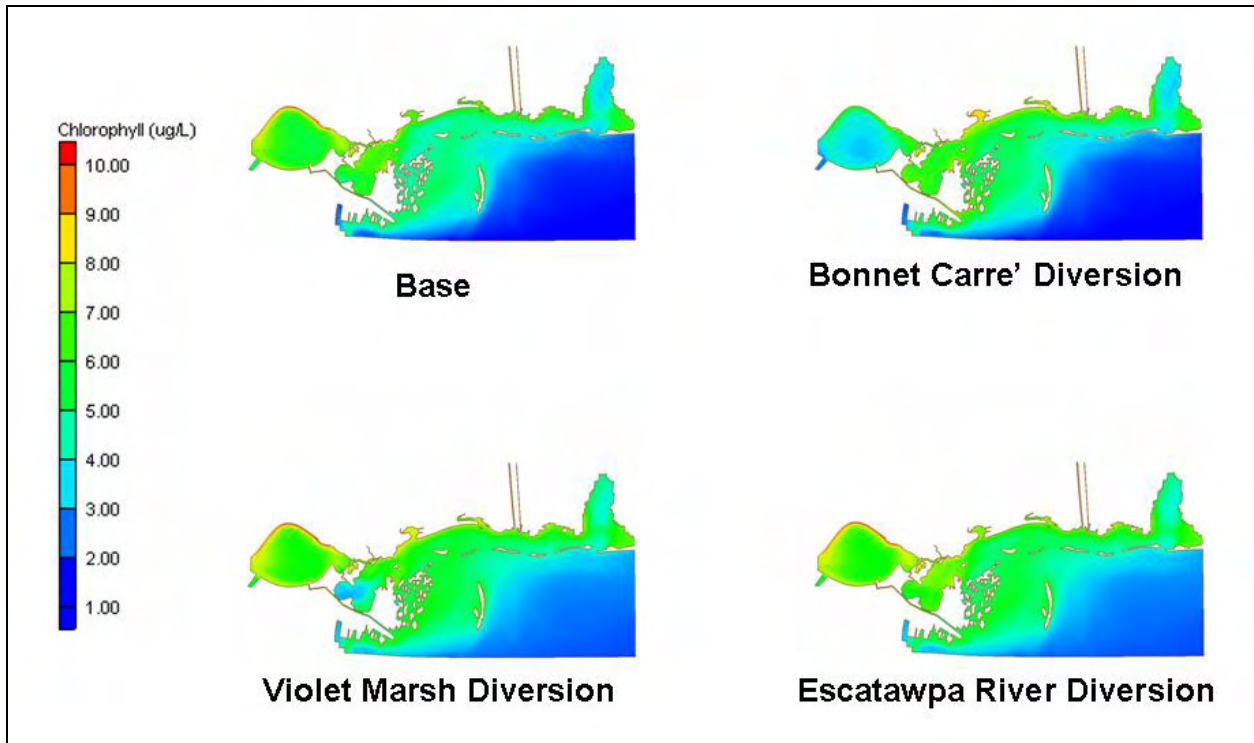 Chlorophyll (ug/L)
10.00
9.00
8.00
7.00
6.00
5.00
4.00
3.00
2.00
1.00
Base
Bonnet Carre' Diversion
Violet Marsh Diversion
Escatawpa River Diversion